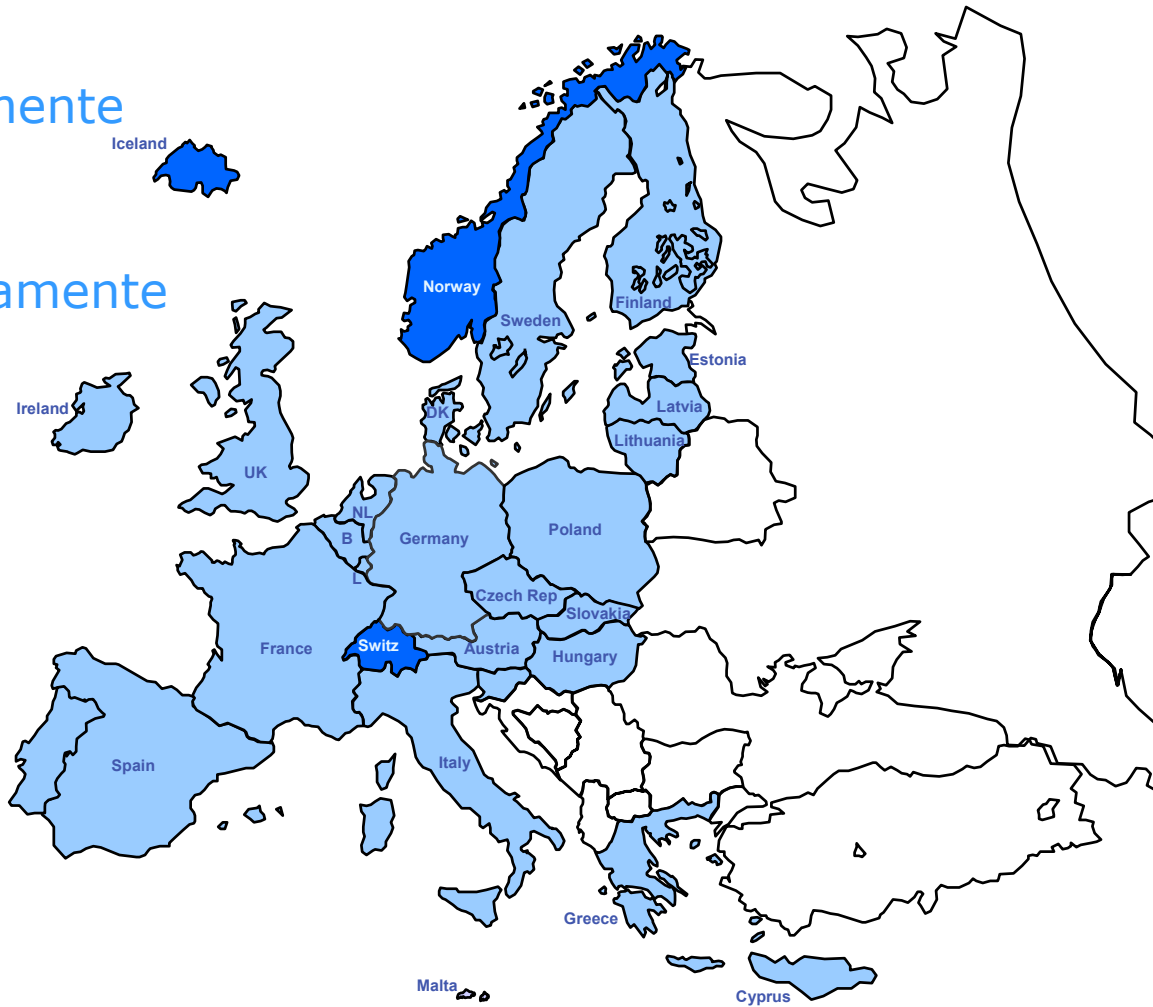 mente
Iceland
amente
Norway
Finland
Sweden
Estonia
Ireland
DK
Latvia
Lithuania
UK
NL
B
Germany
Poland
L
Czech Rep
Slovakia
France
Switz
Austria
Hungary
Spain
Italy
Greece
Malta
Cyprus